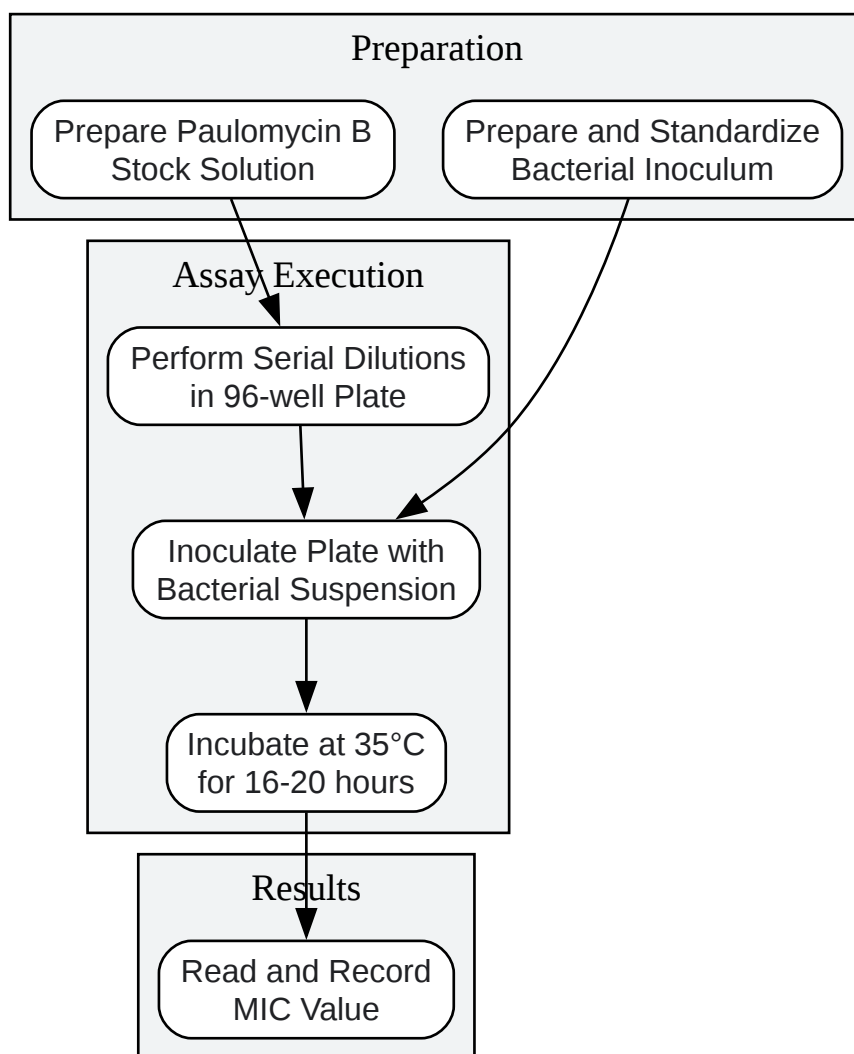 Preparation
Prepare Paulomycin B
Stock Solution
Prepare and Standardize
Bacterial Inoculum
Assay Execution
Perform Serial Dilutions
in 96-well Plate
Inoculate Plate with
Bacterial Suspension
Incubate at 35°C
for 16-20 hours
Results
Read and Record
MIC Value